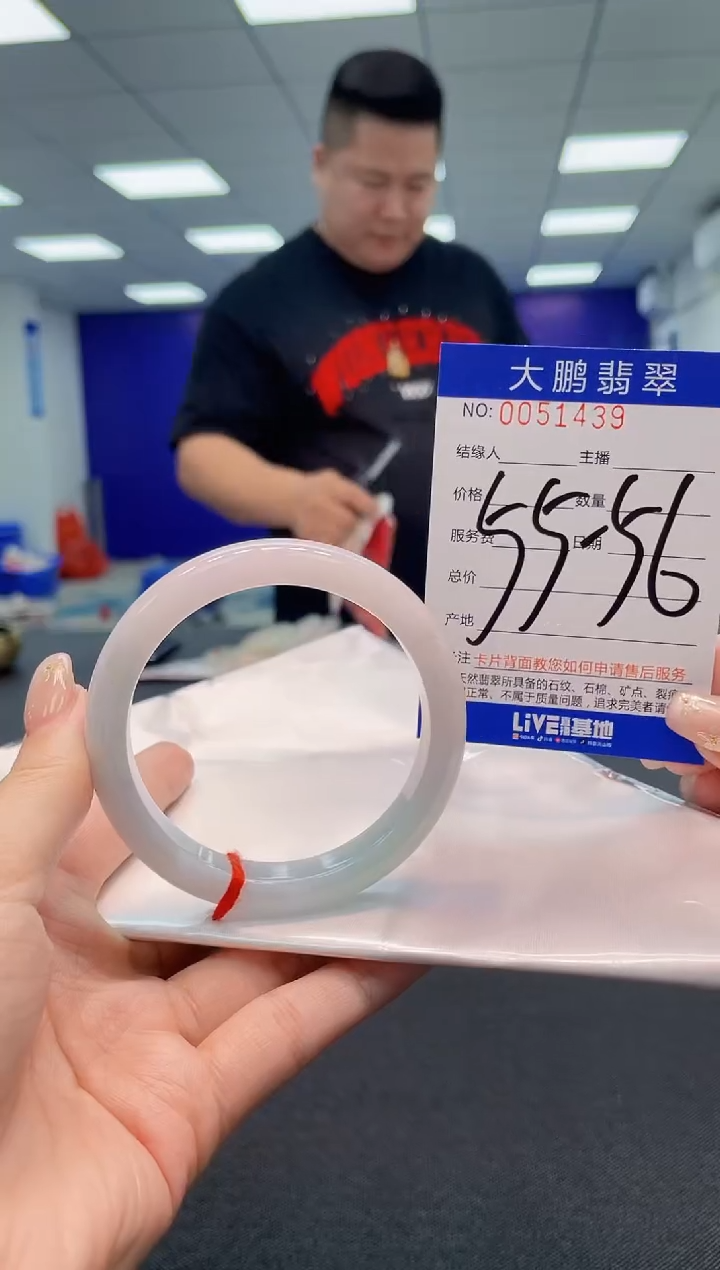 大鹏翡翠
NO: 0051439
结缘人 主播
价格 数量
服务费 日期
总价
产地
55-56
注 卡片背面教您如何申请售后服务
天然翡翠所具备的石纹、石棉、矿点、裂
正常、不属于质量问题，追求完美者请
LiVE 基地